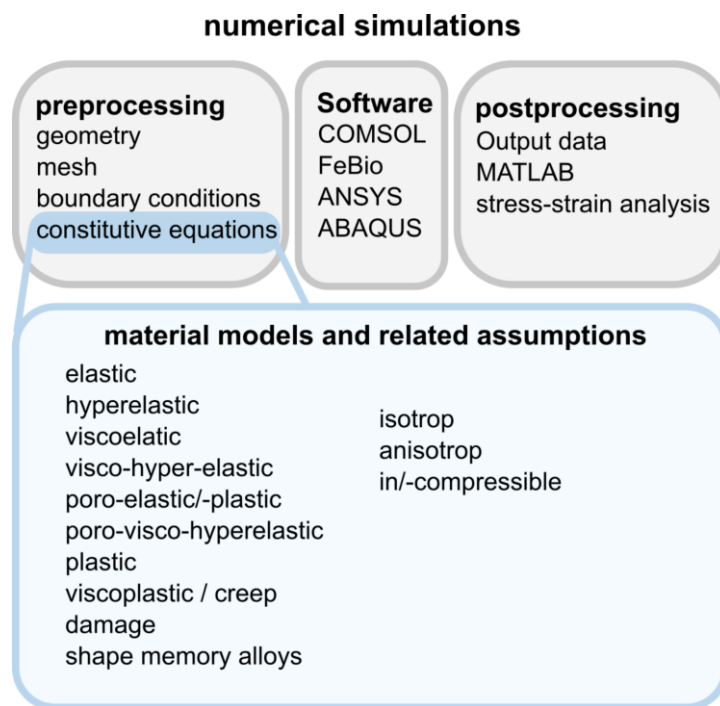 numerical simulations
preprocessing
geometry
mesh
boundary conditions
constitutive equations
Software
COMSOL
FeBio
ANSYS
ABAQUS
postprocessing
Output data
MATLAB
stress-strain analysis
material models and related assumptions
elastic
hyperelastic
viscoelatic
visco-hyper-elastic
poro-elastic/-plastic
poro-visco-hyperelastic
plastic
viscoplastic / creep
damage
shape memory alloys
isotrop
anisotrop
in/-compressible